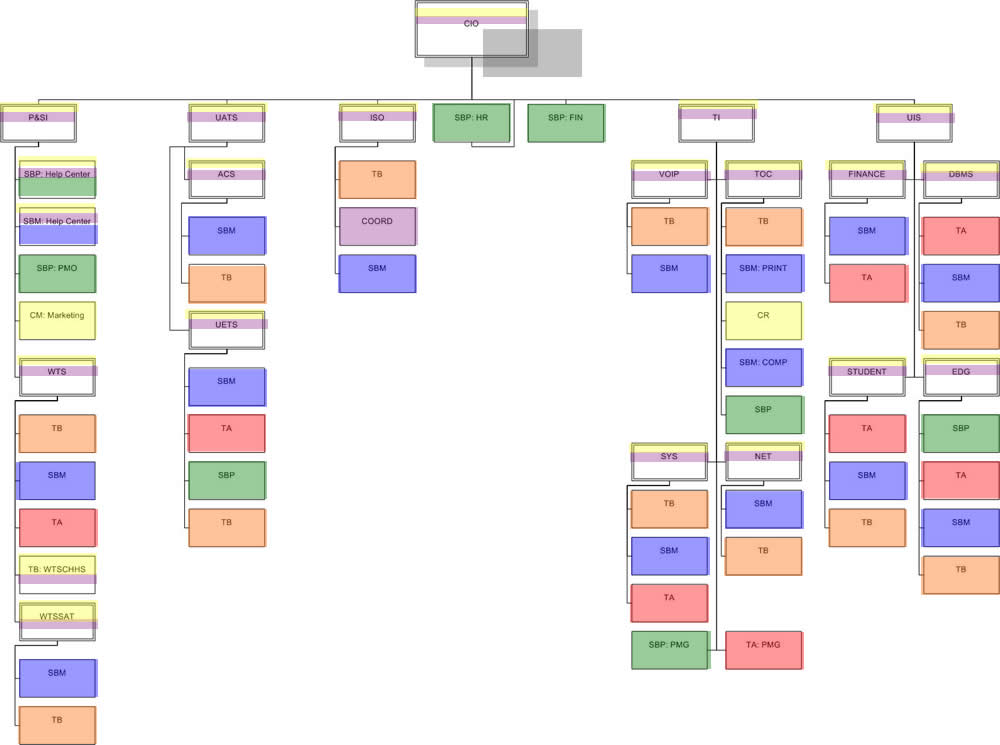 CIO
P&SI
UATS
ISO
SBP: HR
SBP: FIN
TI
UIS
SBP: Help Center
SBM: Help Center
SBP: PMO
CM: Marketing
WTS
TB
SBM
TA
TB: WTSCHHS
WTSSAT
SBM
TB
ACS
SBM
TB
UETS
SBM
TA
SBP
TB
TB
COORD
SBM
VOIP
TB
SBM
TOC
TB
SBM: PRINT
CR
SBM: COMP
SBP
SYS
TB
SBM
TA
NET
SBM
TB
SBP: PMG
TA: PMG
FINANCE
SBM
TA
DBMS
TA
SBM
TB
STUDENT
TA
SBM
TB
EDG
SBP
TA
SBM
TB